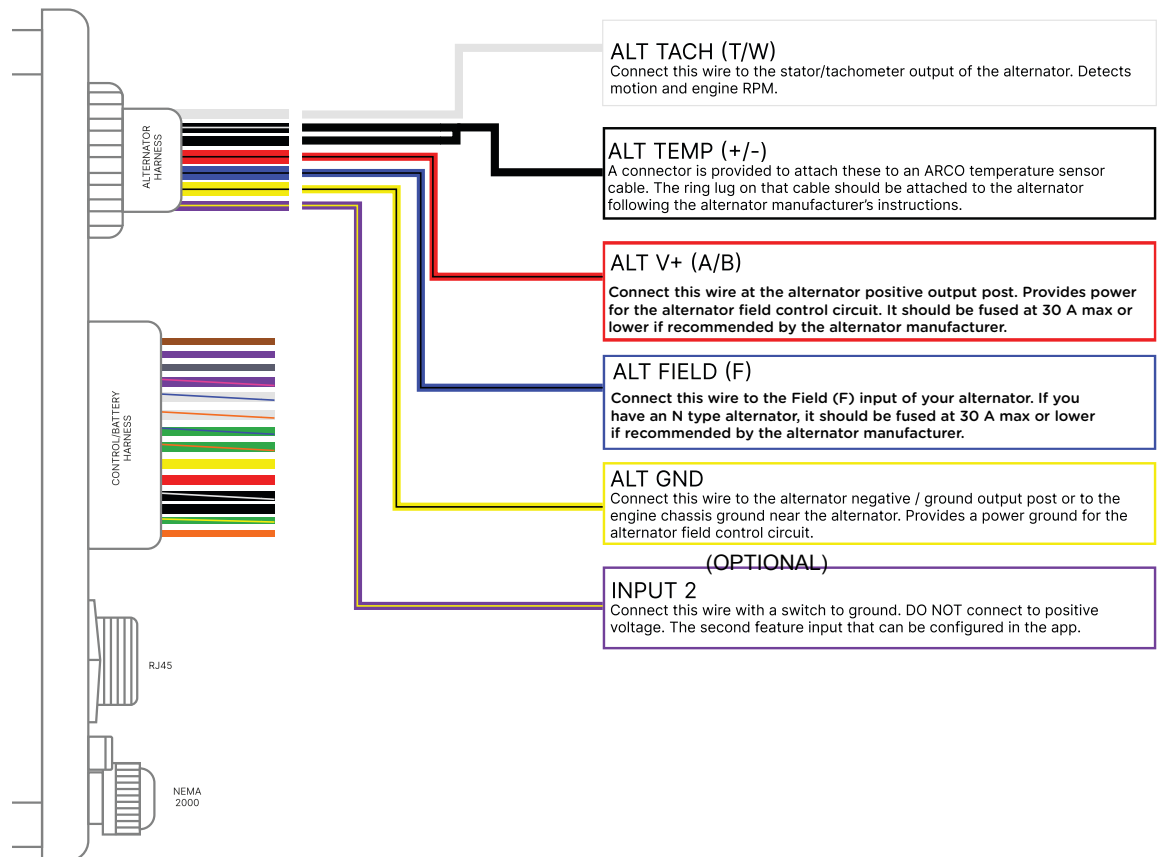 ALT TACH (T/W)
Connect this wire to the stator/tachometer output of the alternator. Detects
motion and engine RPM.
ALTERNATOR
HARNESS
ALT TEMP (+/-)
A connector is provided to attach these to an ARCO temperature sensor
cable. The ring lug on that cable should be attached to the alternator
following the alternator manufacturer’s instructions.
ALT V+ (A/B)
Connect this wire at the alternator positive output post. Provides power
for the alternator field control circuit. It should be fused at 30 A max or
lower if recommended by the alternator manufacturer.
ALT FIELD (F)
Connect this wire to the Field (F) input of your alternator. If you
have an N type alternator, it should be fused at 30 A max or lower
if recommended by the alternator manufacturer.
CONTROL/BATTERY
HARNESS
ALT GND
Connect this wire to the alternator negative / ground output post or to the
engine chassis ground near the alternator. Provides a power ground for the
alternator field control circuit.
(OPTIONAL)
INPUT 2
Connect this wire with a switch to ground. DO NOT connect to positive
voltage. The second feature input that can be configured in the app.
RJ45
NEMA
2000